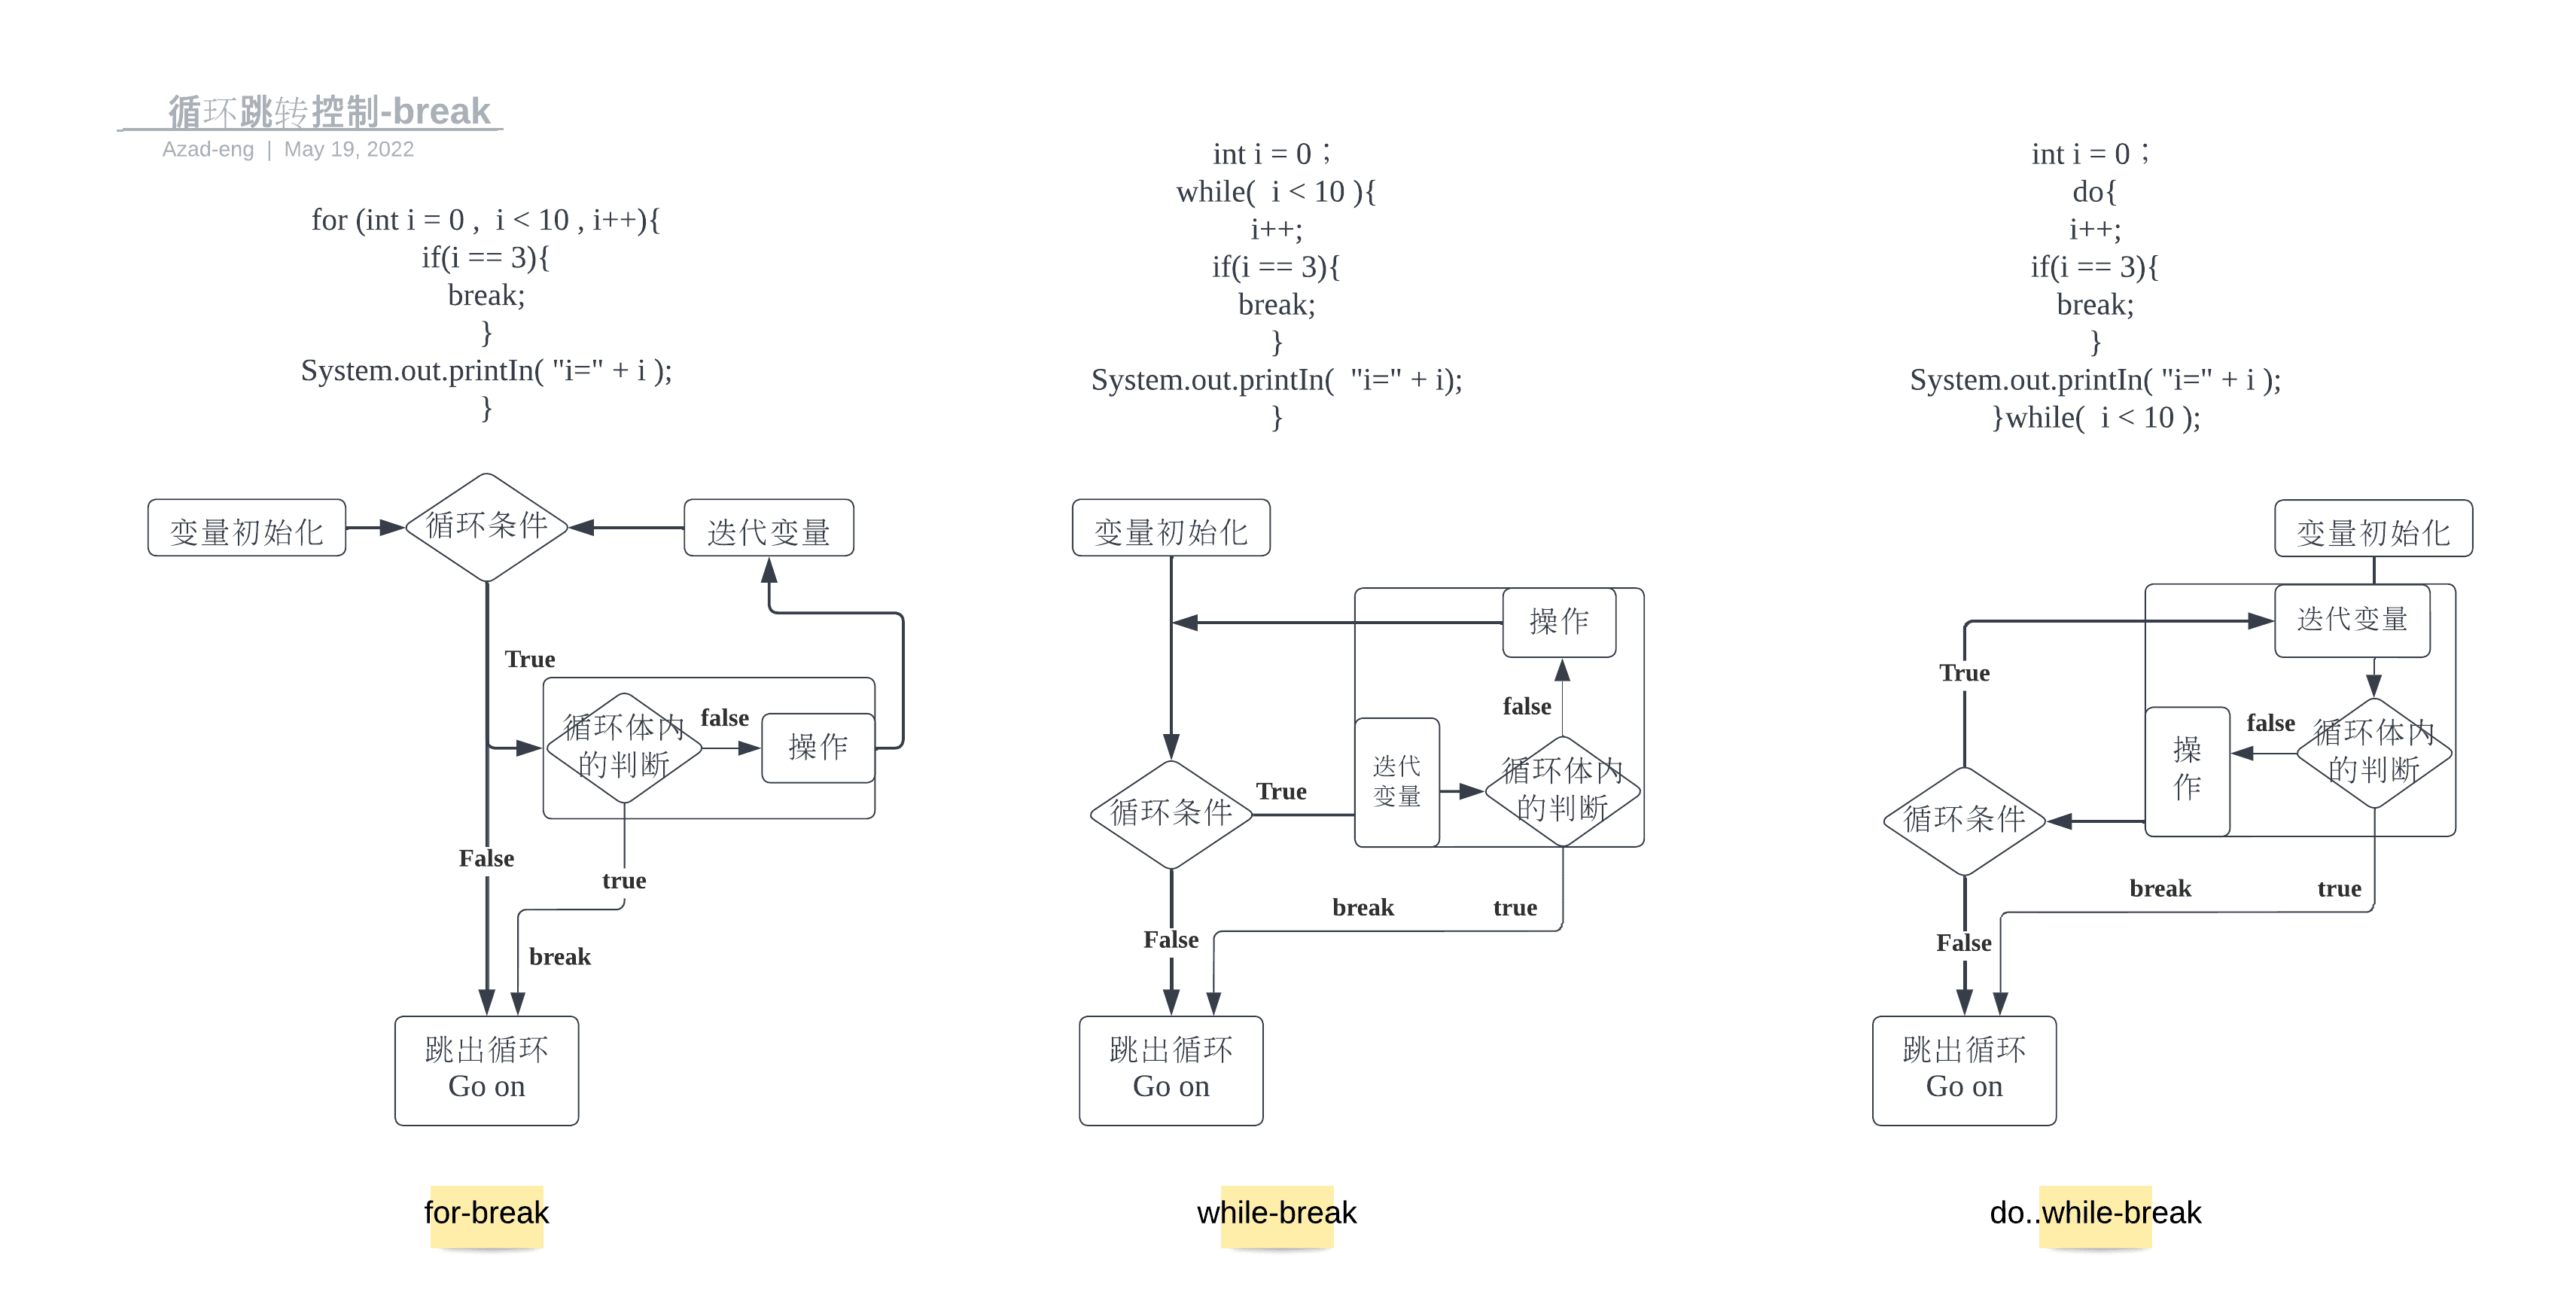 循环跳转控制-break
Azad-eng | May 19, 2022
for (int i = 0 ,  i < 10 , i++){
if(i == 3){
break;
}
System.out.printIn( "i=" + i );
}
变量初始化
循环条件
迭代变量
True
循环体内
的判断
false
操作
False
true
break
跳出循环
Go on
for-break
int i = 0；
while(  i < 10 ){
i++;
if(i == 3){
break;
}
System.out.printIn(  "i=" + i);
}
变量初始化
操作
false
迭代
变量
循环体内
的判断
True
循环条件
break
true
False
跳出循环
Go on
while-break
int i = 0；
do{
i++;
if(i == 3){
break;
}
System.out.printIn( "i=" + i );
}while(  i < 10 );
变量初始化
迭代变量
True
false
循环体内
的判断
操
作
循环条件
break
true
False
跳出循环
Go on
do..while-break